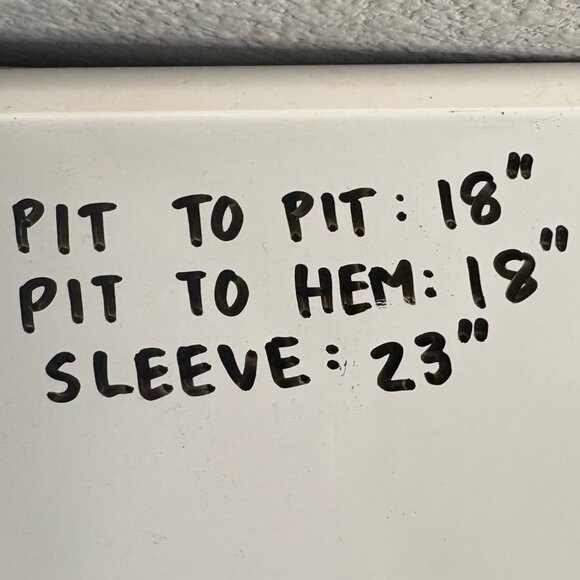 PIT TO PIT: 18"
PIT TO HEM: 18"
SLEEVE: 23"